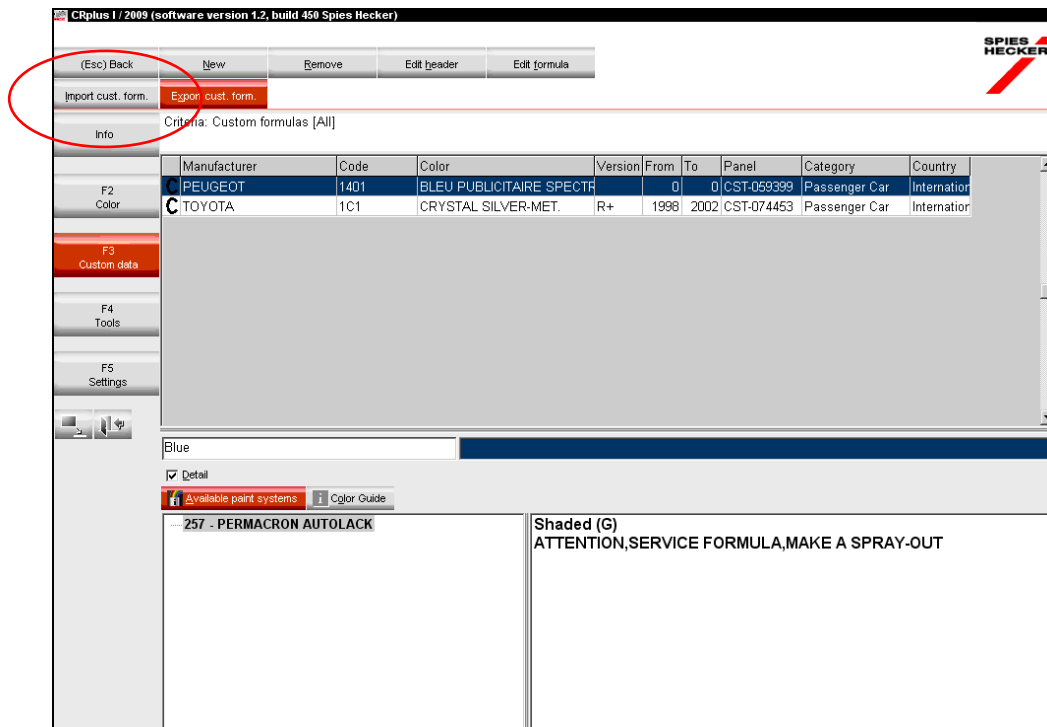 CRplus I / 2009 (software version 1.2, build 450 Spies Hecker)
SPIES
HECKER
(Esc) Back New Remove Edit header Edit formula
Import cust. form. Export cust. form.
Info
Criteria: Custom formulas [All]
Manufacturer Code Color Version From To Panel Category Country
C PEUGEOT 1401 BLEU PUBLICITAIRE SPECTR 0 0 CST-059399 Passenger Car Internation
C TOYOTA 1C1 CRYSTAL SILVER-MET. R+ 1998 2002 CST-074453 Passenger Car Internation
F2
Color
F3
Custom data
F4
Tools
F5
Settings
Blue
Detail
Available paint systems Color Guide
257 - PERMACRON AUTOLACK
Shaded (G)
ATTENTION,SERVICE FORMULA,MAKE A SPRAY-OUT